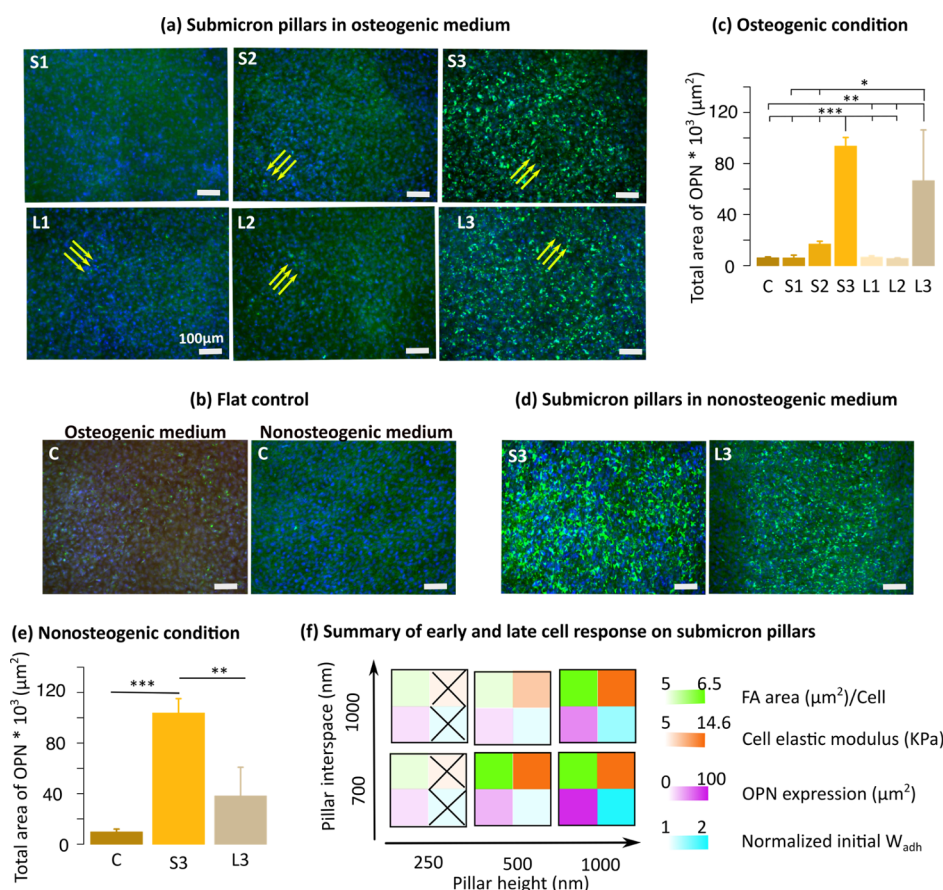 (a) Submicron pillars in osteogenic medium
S1
S2
S3
L1
L2
L3
100μm
(c) Osteogenic condition
Total area of OPN * 10³ (μm²)
120
80
40
0
*
**
***
C S1 S2 S3 L1 L2 L3
(b) Flat control
Osteogenic medium
Nonosteogenic medium
C
C
(d) Submicron pillars in nonosteogenic medium
S3
L3
(e) Nonosteogenic condition
Total area of OPN * 10³ (μm²)
120
80
40
0
***
**
C S3 L3
(f) Summary of early and late cell response on submicron pillars
Pillar interspace (nm)
1000
700
250 500 1000
Pillar height (nm)
5 6.5
FA area (μm²)/Cell
5 14.6
Cell elastic modulus (KPa)
0 100
OPN expression (μm²)
1 2
Normalized initial Wadh